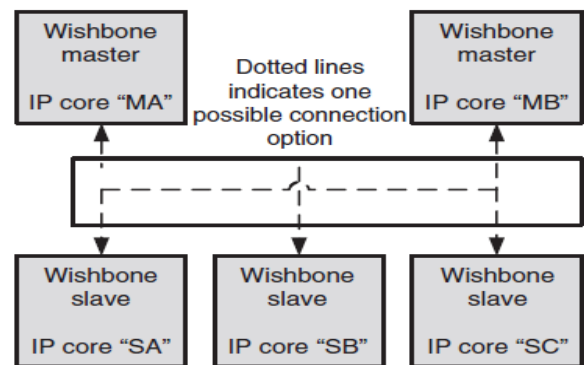 Wishbone
master
IP core “MA”
Dotted lines
indicates one
possible connection
option
Wishbone
master
IP core “MB”
Wishbone
slave
IP core “SA”
Wishbone
slave
IP core “SB”
Wishbone
slave
IP core “SC”